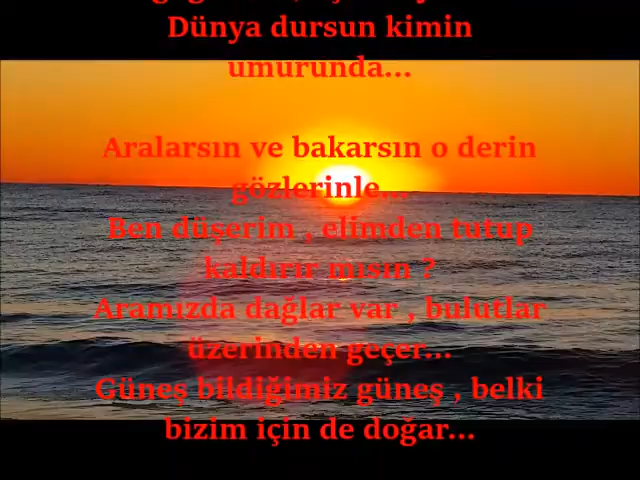 Dünya dursun kimin
umurunda...
Aralarsın ve bakarsın o derin
gözlerinle...
Ben düşerim , elimden tutup
kaldırır mısın ?
Aramızda dağlar var , bulutlar
üzerinden geçer...
Güneş bildiğimiz güneş , belki
bizim için de doğar...